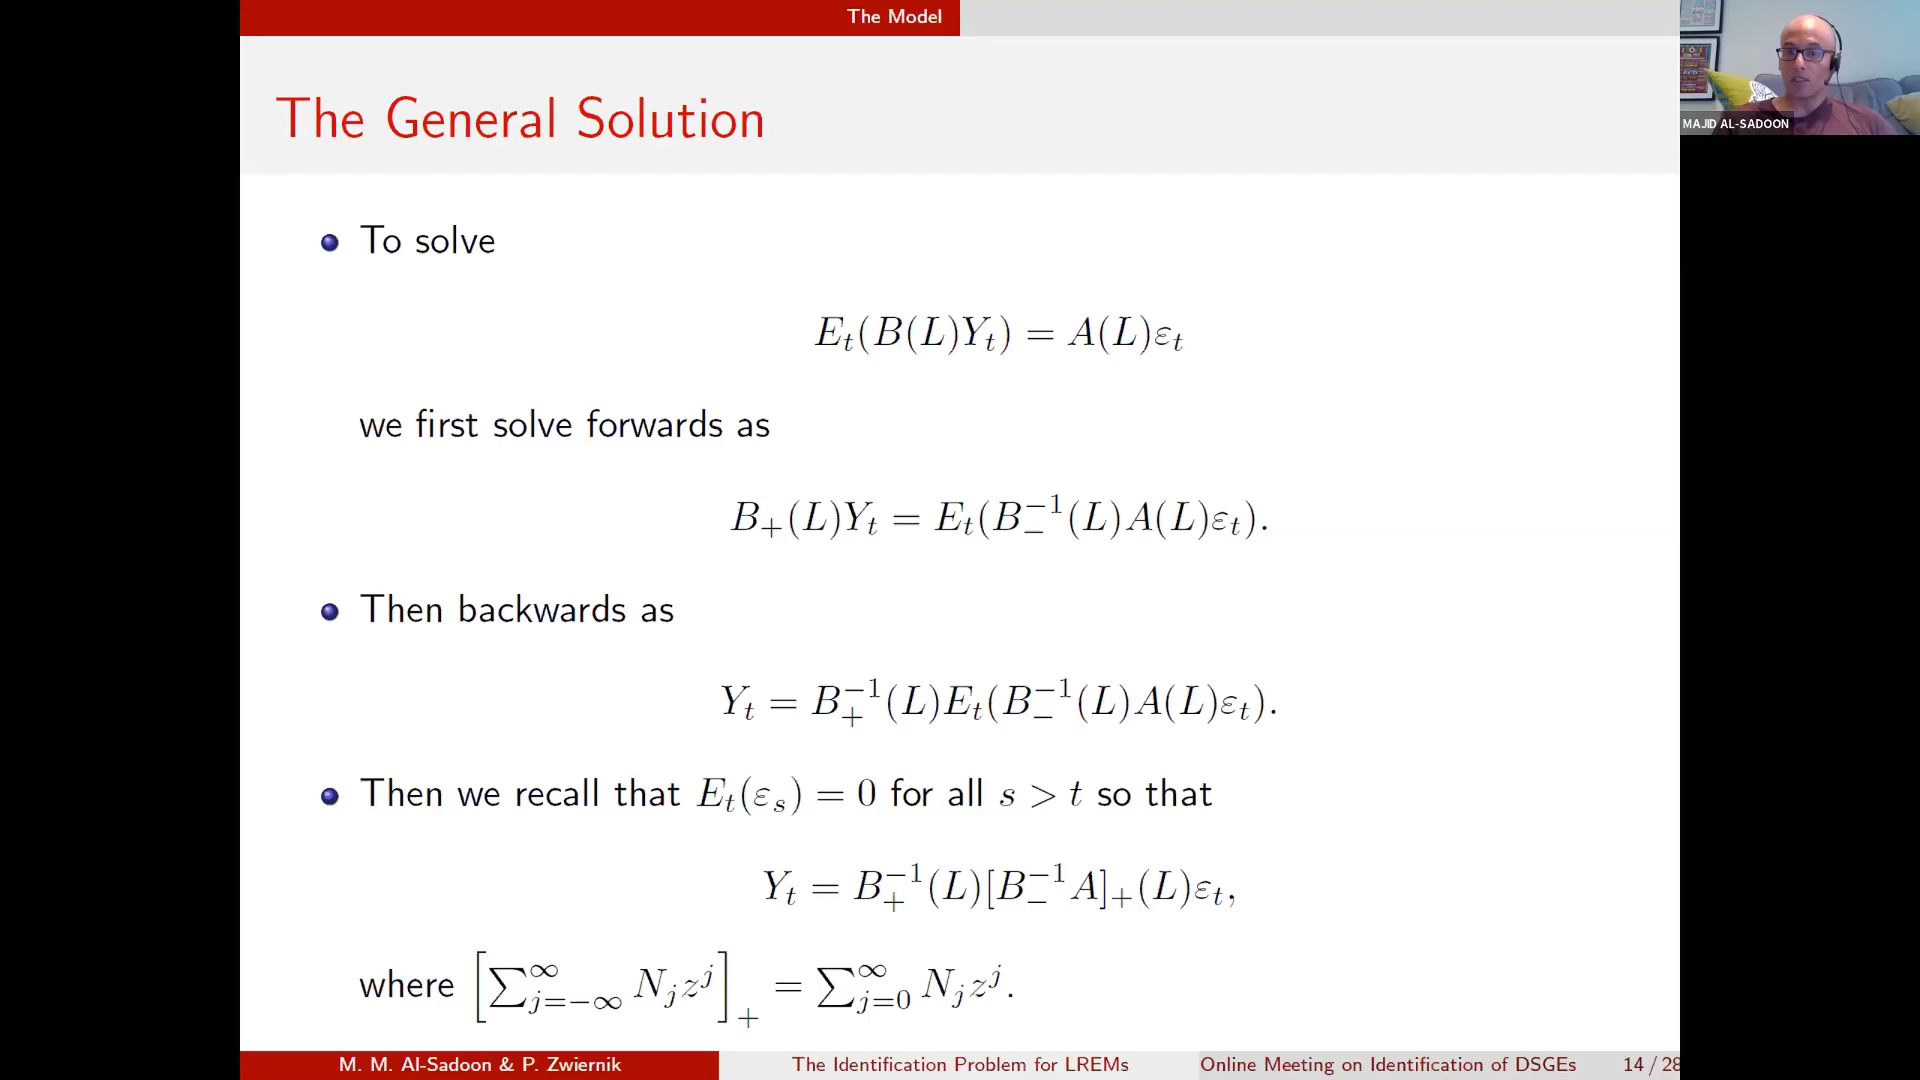 The Model
The General Solution
MAJID AL-SADOON
To solve
E_t(B(L)Y_t) = A(L)ε_t
we first solve forwards as
B_+(L)Y_t = E_t(B_-^{-1}(L)A(L)ε_t).
Then backwards as
Y_t = B_+^{-1}(L)E_t(B_-^{-1}(L)A(L)ε_t).
Then we recall that E_t(ε_s) = 0 for all s > t so that
Y_t = B_+^{-1}(L)[B_-^{-1}A]_+(L)ε_t,
where [∑_{j=-∞}^∞ N_j z^j]_+ = ∑_{j=0}^∞ N_j z^j.
M. M. Al-Sadoon & P. Zwiernik The Identification Problem for LREMs Online Meeting on Identification of DSGEs 14 / 28